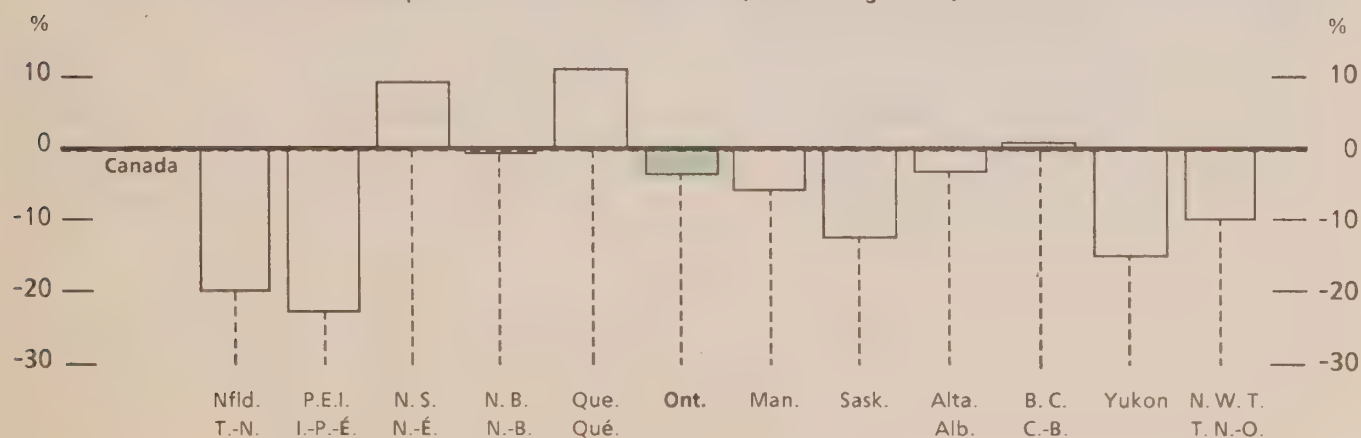 % %
10 10
0 0
Canada
-10 -10
-20 -20
-30 -30
Nfld. P.E.I. N. S. N. B. Que. Ont. Man. Sask. Alta. B. C. Yukon N. W. T.
T.-N. I.-P.-É. N.-É. N.-B. Qué. Alb. C.-B. T. N.-O.